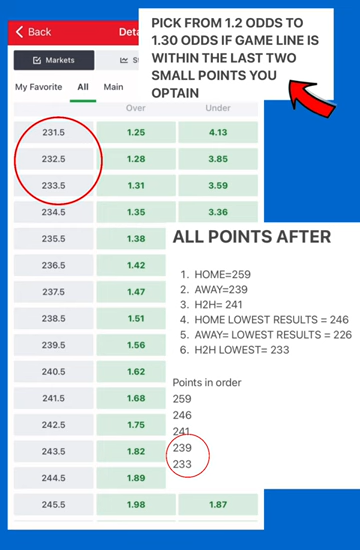 PICK FROM 1.2 ODDS TO
1.30 ODDS IF GAME LINE IS
WITHIN THE LAST TWO
SMALL POINTS YOU
OPTAIN
Back
Deta
Markets
My Favorite All Main
Over Under
231.5 1.25 4.13
232.5 1.28 3.85
233.5 1.31 3.59
234.5 1.35 3.36
235.5 1.38
236.5 1.42
237.5 1.47
238.5 1.51
239.5 1.56
240.5 1.62
241.5 1.68
242.5 1.75
243.5 1.82
244.5 1.89
245.5 1.98 1.87
ALL POINTS AFTER
1. HOME=259
2. AWAY=239
3. H2H= 241
4. HOME LOWEST RESULTS = 246
5. AWAY= LOWEST RESULTS = 226
6. H2H LOWEST= 233
Points in order
259
246
241
239
233